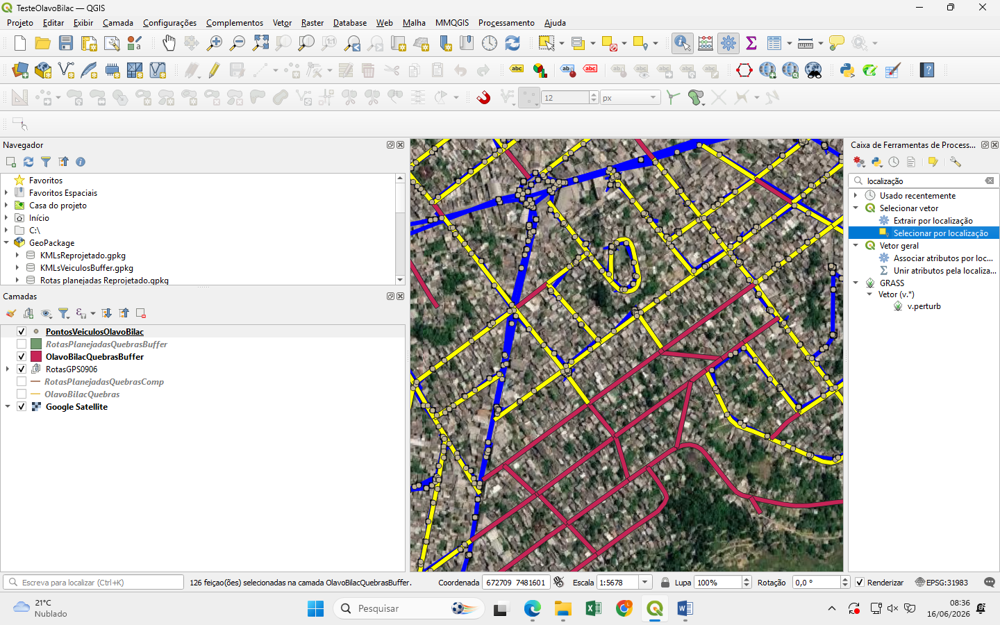 TesteOlavoBilac — QGIS
Projeto Editar Exibir Camada Configurações Complementos Vetor Raster Database Web Malha MMQGIS Processamento Ajuda
12 px
Navegador
Favoritos
Favoritos Espaciais
Casa do projeto
Início
C:\
GeoPackage
KMLsReprojetado.gpkg
KMLsVeiculosBuffer.gpkg
Rotas planejadas Reprojetado.gpkg
Camadas
PontosVeiculosOlavoBilac
RotasPlanejadasQuebrasBuffer
OlavoBilacQuebrasBuffer
RotasGPS0906
RotasPlanejadasQuebrasComp
OlavoBilacQuebras
Google Satellite
Caixa de Ferramentas de Process...
localização
Usado recentemente
Selecionar vetor
Extrair por localização
Selecionar por localização
Vetor geral
Associar atributos por loc...
Unir atributos pela localiza...
GRASS
Vetor (v.*)
v.perturb
Escreva para localizar (Ctrl+K) 126 feiçao(ões) selecionadas na camada OlavoBilacQuebrasBuffer. Coordenada 672709 7481601 Escala 1:5678 Lupa 100% Rotação 0,0 ° Renderizar EPSG:31983
21°C
Nublado
Pesquisar
08:36
16/06/2026